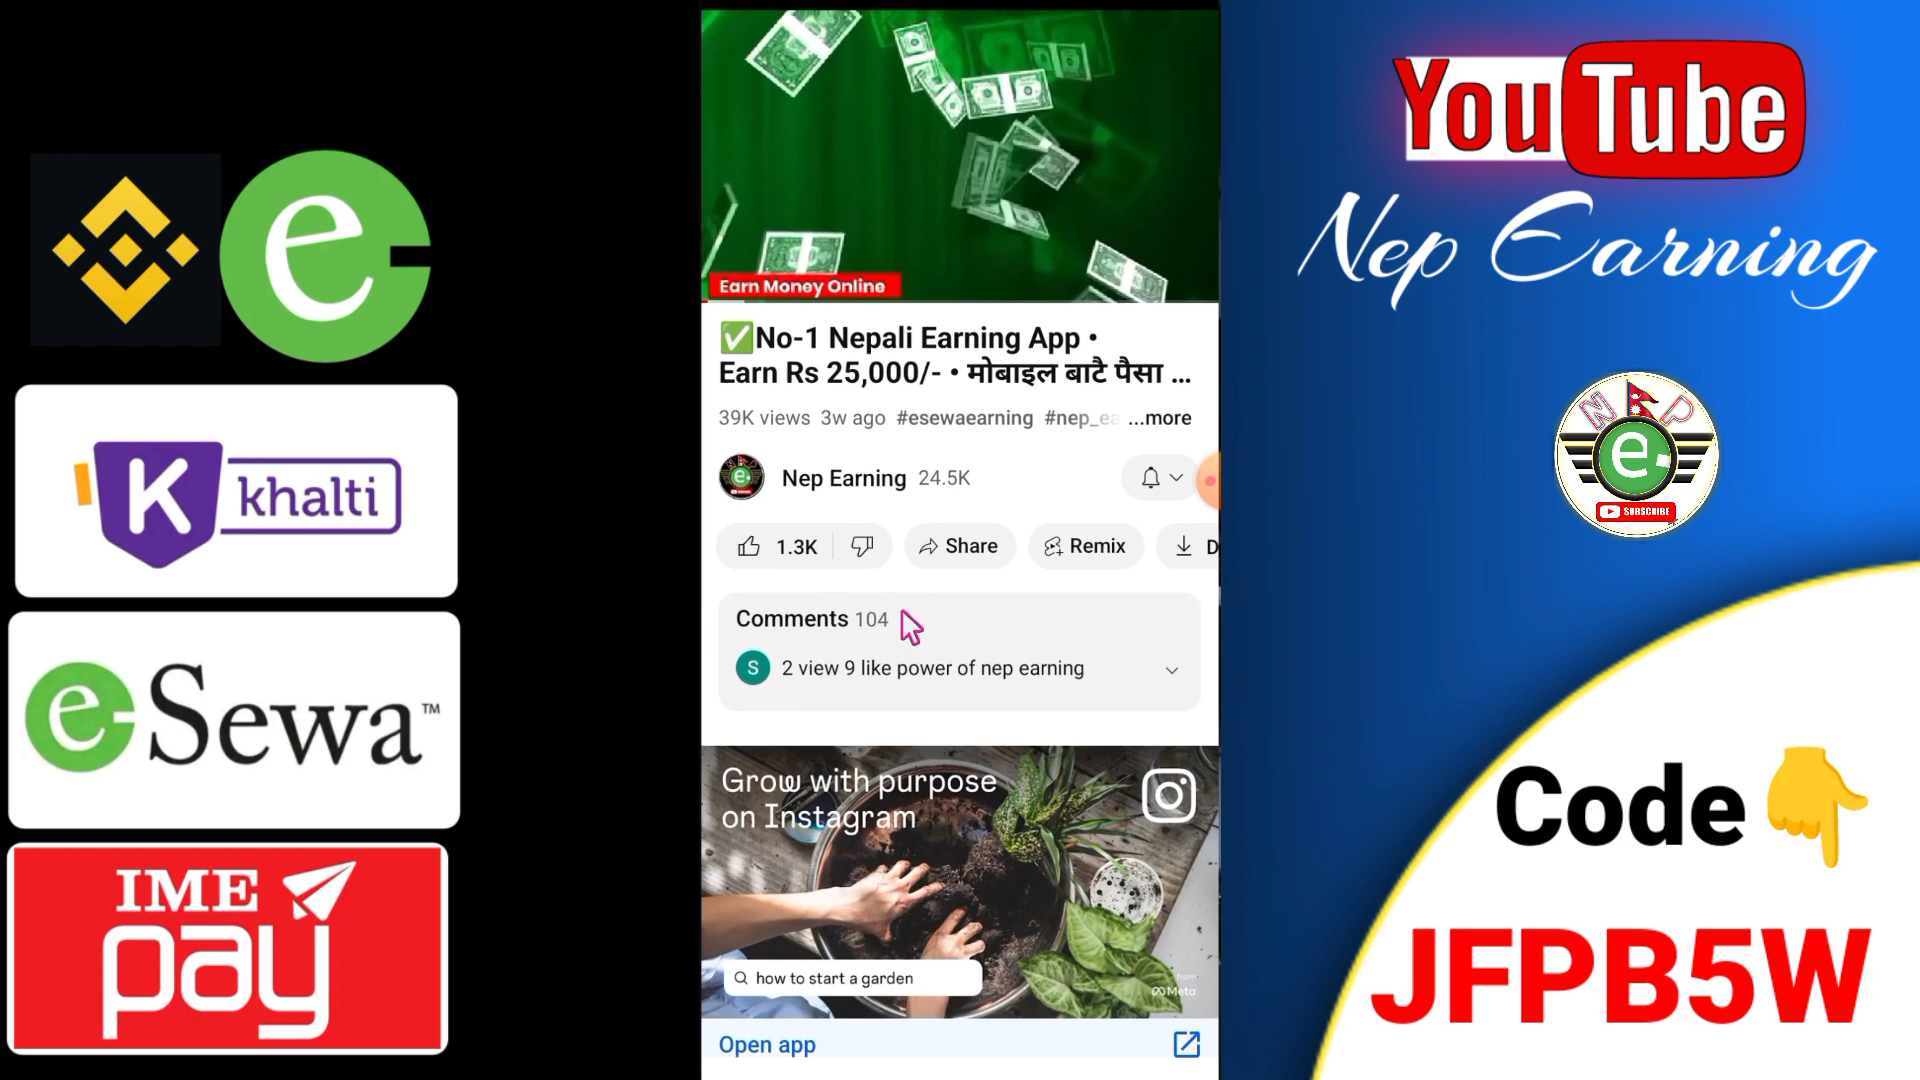 e
K khalti
eSewa™
IME
pay
Earn Money Online
✅No-1 Nepali Earning App •
Earn Rs 25,000/- • मोबाइल बाटै पैसा ...
39K views 3w ago #esewaearning #nep_ea ...more
Nep Earning 24.5K
1.3K Share Remix D
Comments 104
S 2 view 9 like power of nep earning
Grow with purpose
on Instagram
how to start a garden
from
Meta
Open app
YouTube
Nep Earning
N P
e
SUBSCRIBE
Code👇
JFPB5W